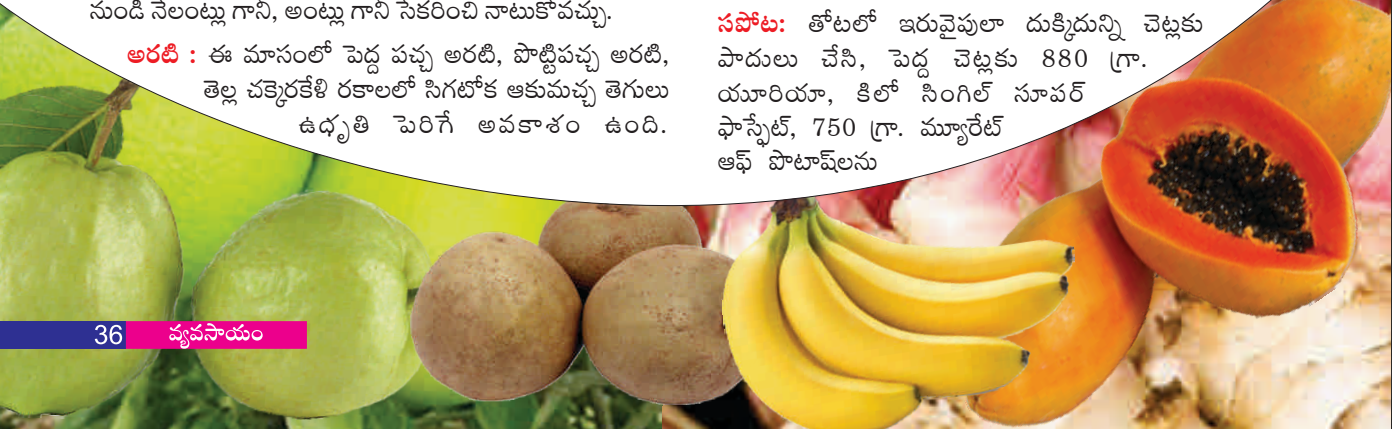 నుండి నేలంట్లు గానీ, అంట్లు గానీ సేకరించి నాటుకోవచ్చు.
అరటి : ఈ మాసంలో పెద్ద పచ్చ అరటి, పొట్టిపచ్చ అరటి,
తెల్ల చక్కెరకేళి రకాలలో సిగటోక ఆకుమచ్చ తెగులు
ఉధృతి పెరిగే అవకాశం ఉంది.
సపోట: తోటలో ఇరువైపులా దుక్కిదున్ని చెట్లకు
పాదులు చేసి, పెద్ద చెట్లకు 880 గ్రా.
యూరియా, కిలో సింగిల్ సూపర్
ఫాస్ఫేట్, 750 గ్రా. మ్యూరేట్
ఆఫ్ పొటాష్‌లను
36 వ్యవసాయం